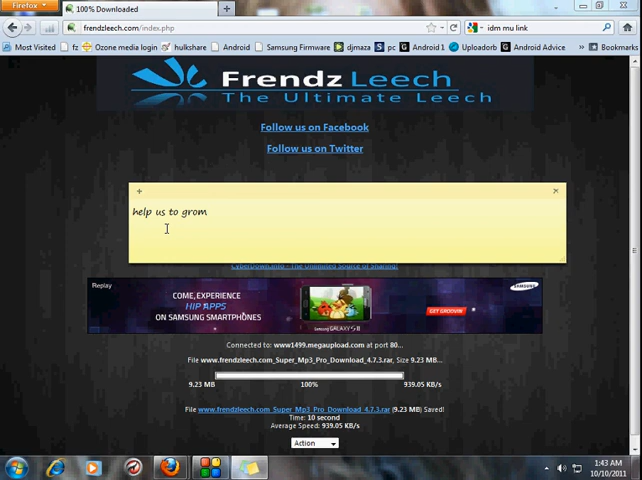 Firefox
100% Downloaded
frendzleech.com/index.php
idm mu link
Most Visited
fz
Ozone media login
hulkshare
Android
Samsung Firmware
djmaza
pc
Android 1
Uploadorb
Android Advice
Bookmarks
Frendz Leech
The Ultimate Leech
Follow us on Facebook
Follow us on Twitter
help us to grom
CyberDown.info - The Unlimited Source of Sharing!
Replay
COME, EXPERIENCE
HIP APPS
ON SAMSUNG SMARTPHONES
Samsung GALAXY S II
GET GROOVIN'
SAMSUNG
Connected to: www1499.megaupload.com at port 80...
File www.frendzleech.com_Super_Mp3_Pro_Download_4.7.3.rar, Size 9.23 MB...
9.23 MB 100% 939.05 KB/s
File www.frendzleech.com_Super_Mp3_Pro_Download_4.7.3.rar (9.23 MB) Saved!
Time: 10 second
Average Speed: 939.05 KB/s
Action
1:43 AM
10/10/2011